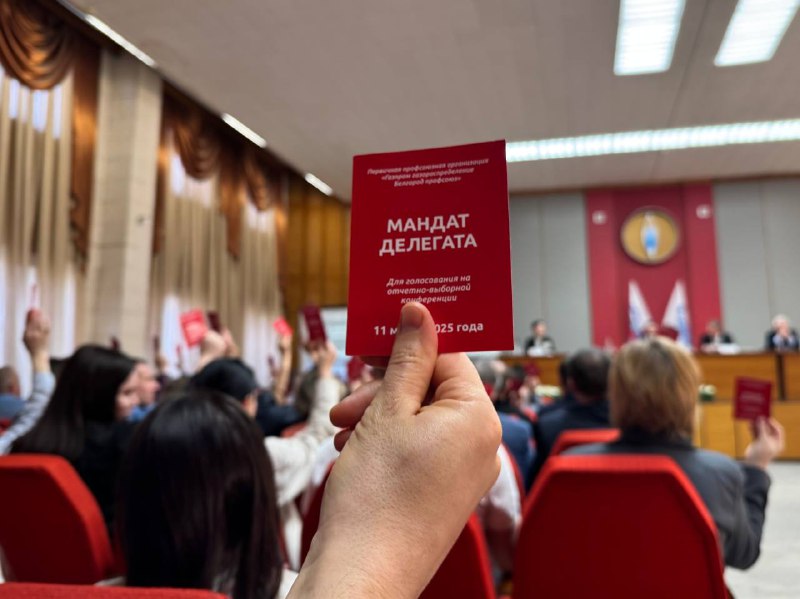 Первичная профсоюзная организация
«Газпром газораспределение
Белгород профсоюз»
МАНДАТ
ДЕЛЕГАТА
Для голосования на
отчетно-выборной
конференции
11 2025 года